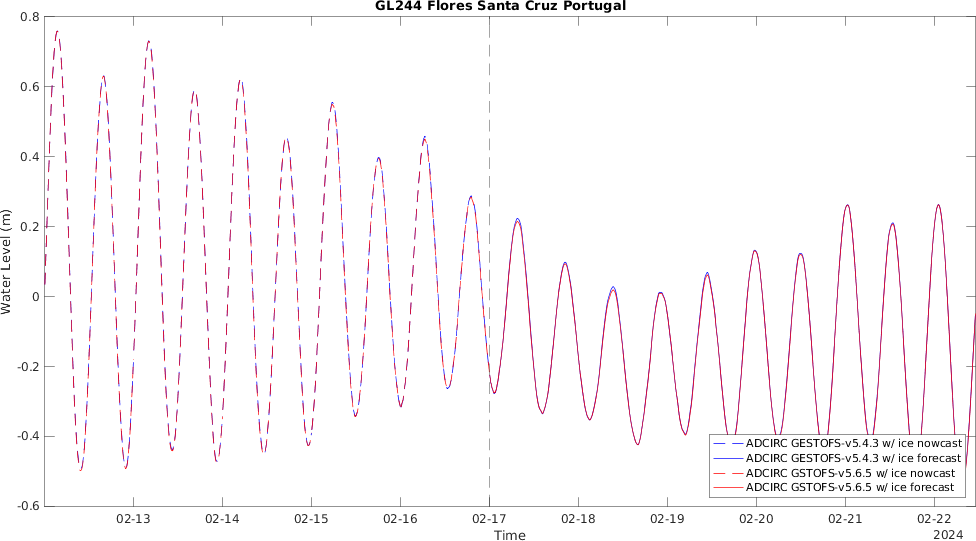 GL244 Flores Santa Cruz Portugal
0.8
0.6
0.4
0.2
0
-0.2
-0.4
-0.6
Water Level (m)
ADCIRC GESTOFS-v5.4.3 w/ ice nowcast
ADCIRC GESTOFS-v5.4.3 w/ ice forecast
ADCIRC GSTOFS-v5.6.5 w/ ice nowcast
ADCIRC GSTOFS-v5.6.5 w/ ice forecast
02-13 02-14 02-15 02-16 02-17 02-18 02-19 02-20 02-21 02-22
Time
2024